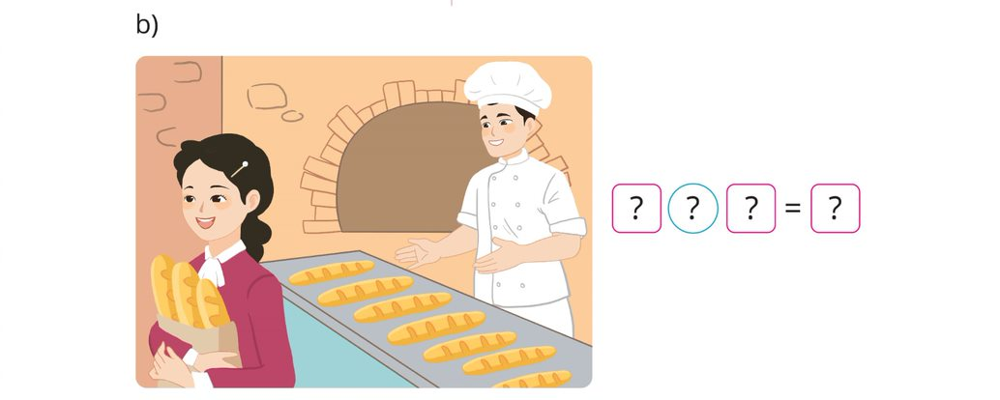 b)
? ? ? = ?